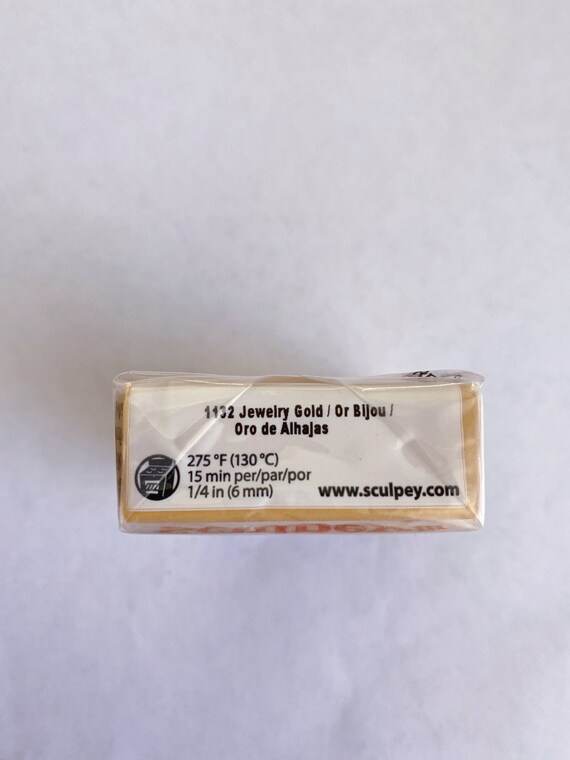 1132 Jewelry Gold / Or Bijou /
Oro de Alhajas
275 °F (130 °C)
15 min per/par/por
1/4 in (6 mm)
www.sculpey.com